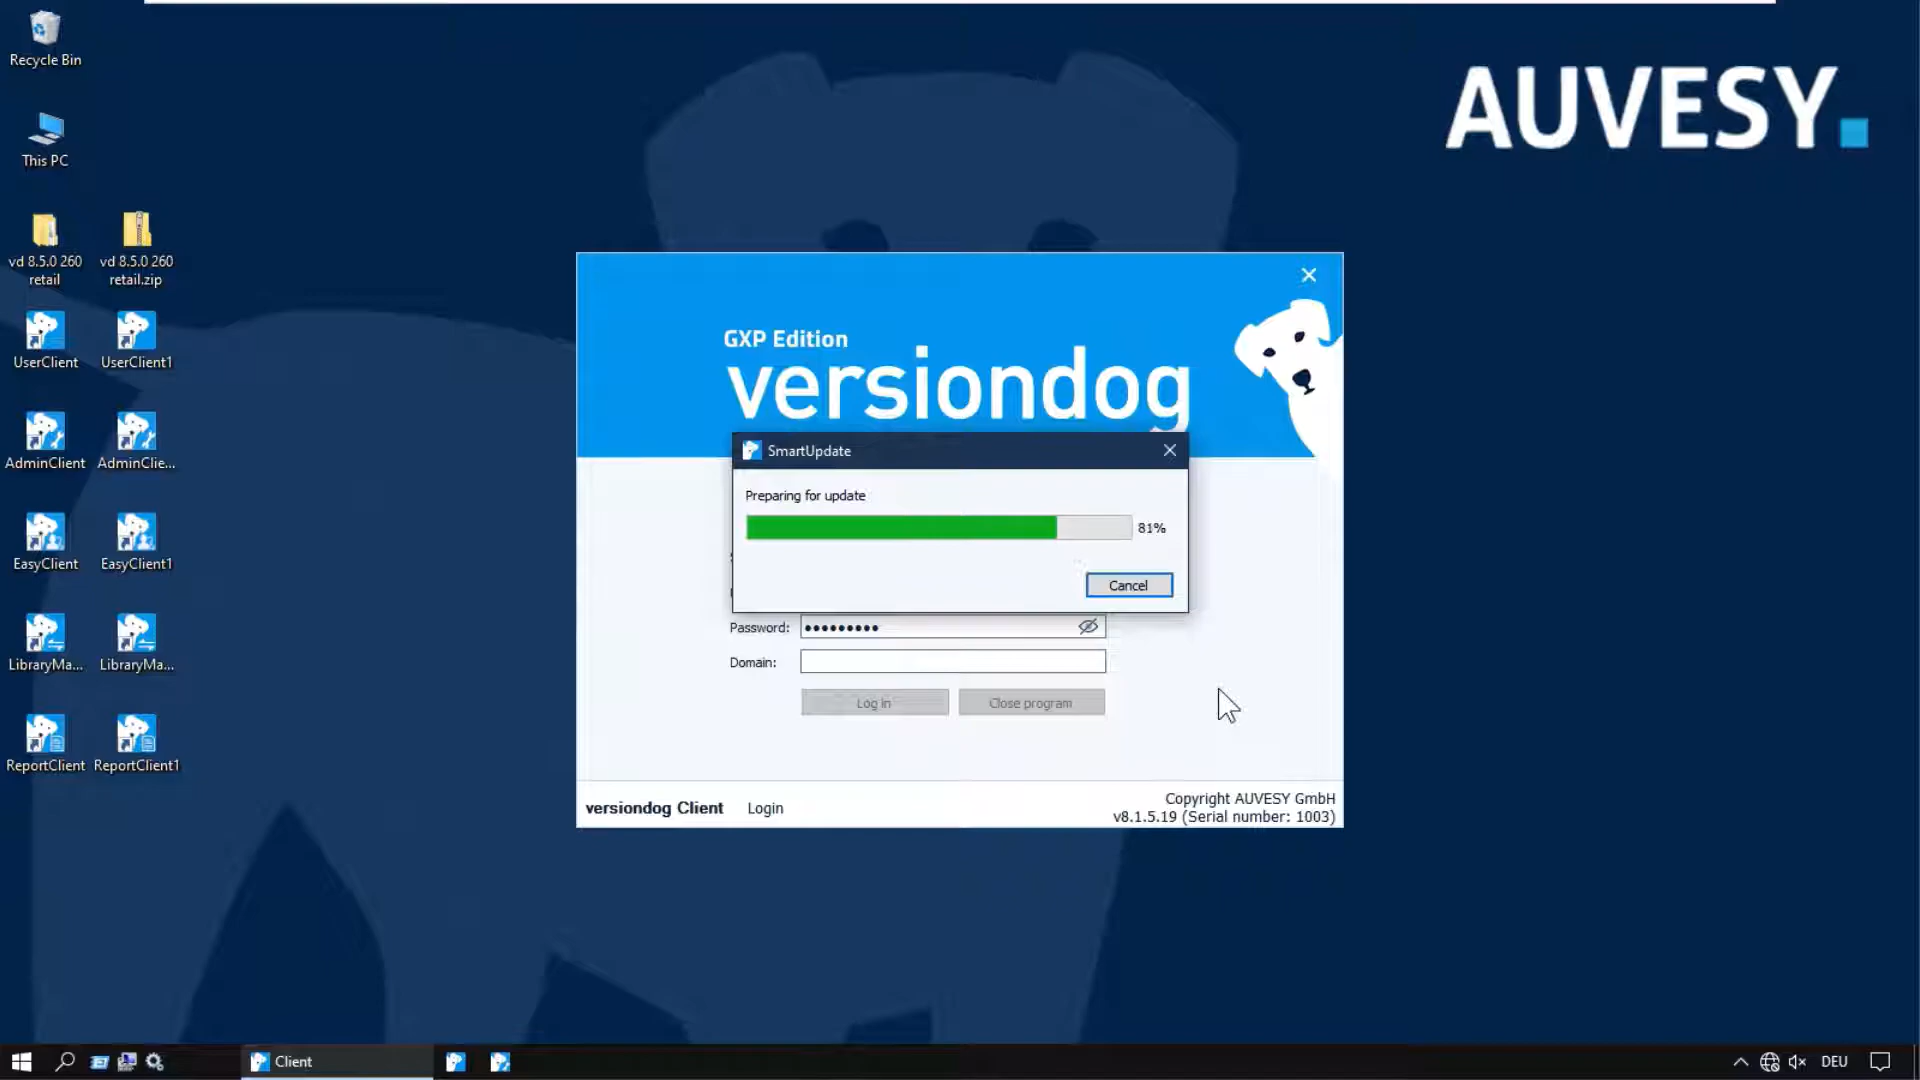 Recycle Bin
This PC
vd 8.5.0 260
retail
vd 8.5.0 260
retail.zip
UserClient
UserClient1
AdminClient
AdminClie...
EasyClient
EasyClient1
LibraryMa...
LibraryMa...
ReportClient
ReportClient1
AUVESY.
GXP Edition
versiondog
SmartUpdate
Preparing for update
81%
Cancel
Password:
Domain:
Log in
Close program
versiondog Client
Login
Copyright AUVESY GmbH
v8.1.5.19 (Serial number: 1003)
Client
DEU